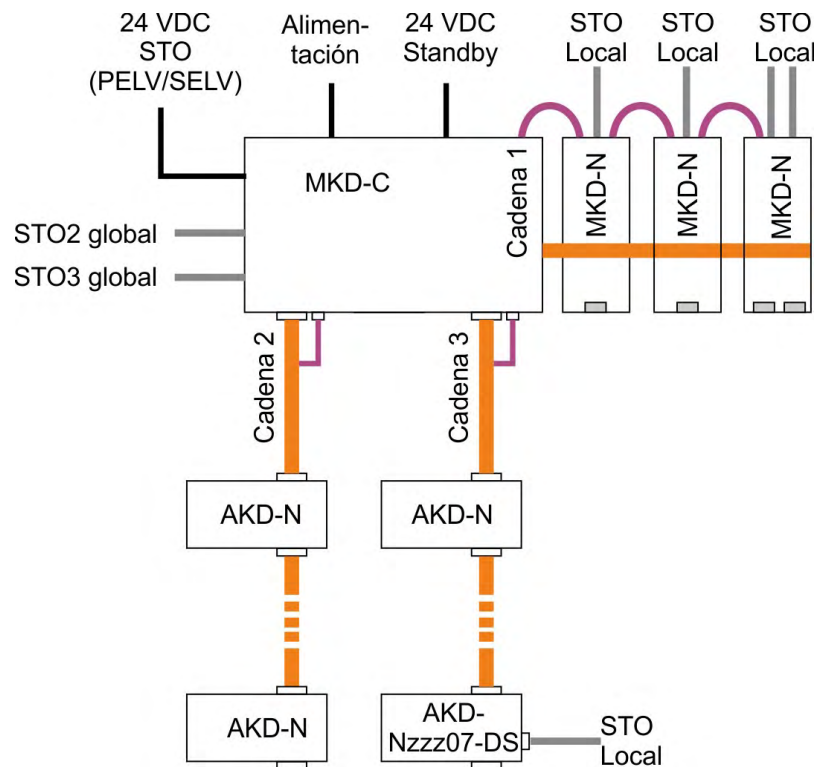 24 VDC
STO
(PELV/SELV)
Alimen-
tación
24 VDC
Standby
STO
Local
STO
Local
STO
Local
MKD-C
Cadena 1
MKD-N
MKD-N
MKD-N
STO2 global
STO3 global
Cadena 2
Cadena 3
AKD-N
AKD-N
AKD-N
AKD-
Nzzz07-DS
STO
Local